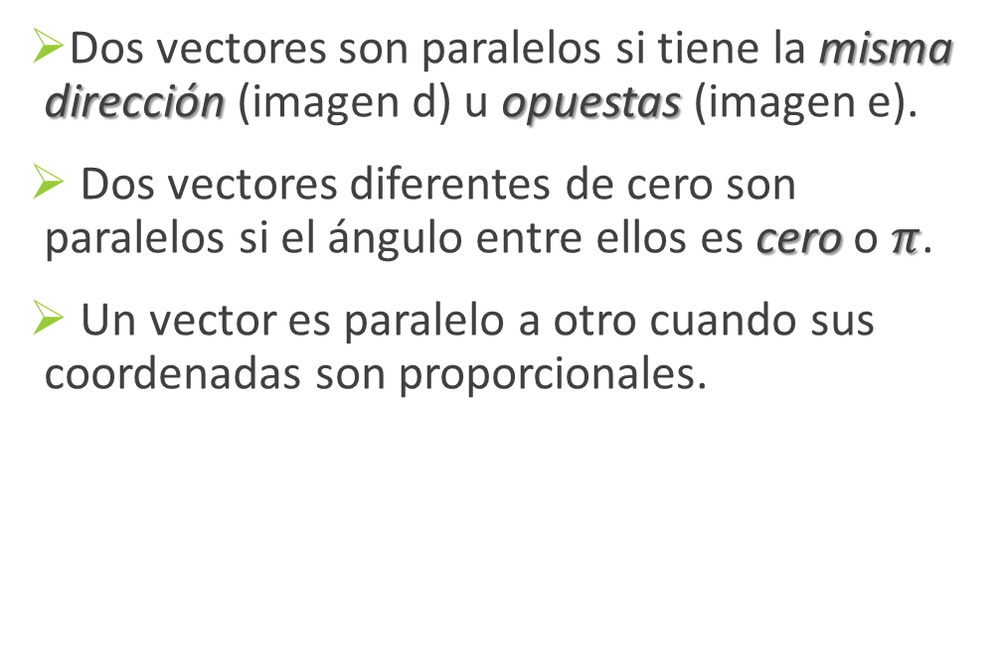 ➢Dos vectores son paralelos si tiene la misma
dirección (imagen d) u opuestas (imagen e).
➢ Dos vectores diferentes de cero son
paralelos si el ángulo entre ellos es cero o π.
➢ Un vector es paralelo a otro cuando sus
coordenadas son proporcionales.